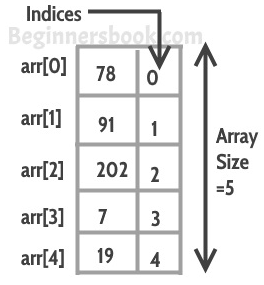 Indices
Beginnersbook.com
arr[0] 78 0
arr[1] 91 1
arr[2] 202 2
arr[3] 7 3
arr[4] 19 4
Array
Size
=5